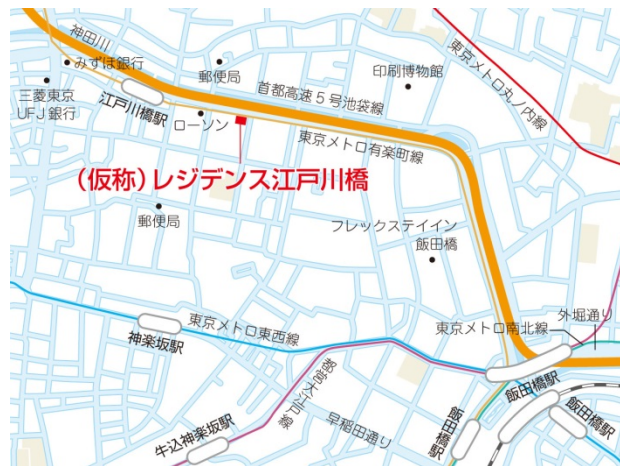 神田川
みずほ銀行
郵便局
首都高速5号池袋線
印刷博物館
東京メトロ丸ノ内線
三菱東京
UFJ銀行
江戸川橋駅
ローソン
東京メトロ有楽町線
(仮称)レジデンス江戸川橋
郵便局
フレックステイイン
飯田橋
東京メトロ東西線
神楽坂駅
外堀通り
東京メトロ南北線
都営大江戸線
飯田橋駅
牛込神楽坂駅
早稲田通り
飯田橋駅
飯田橋駅